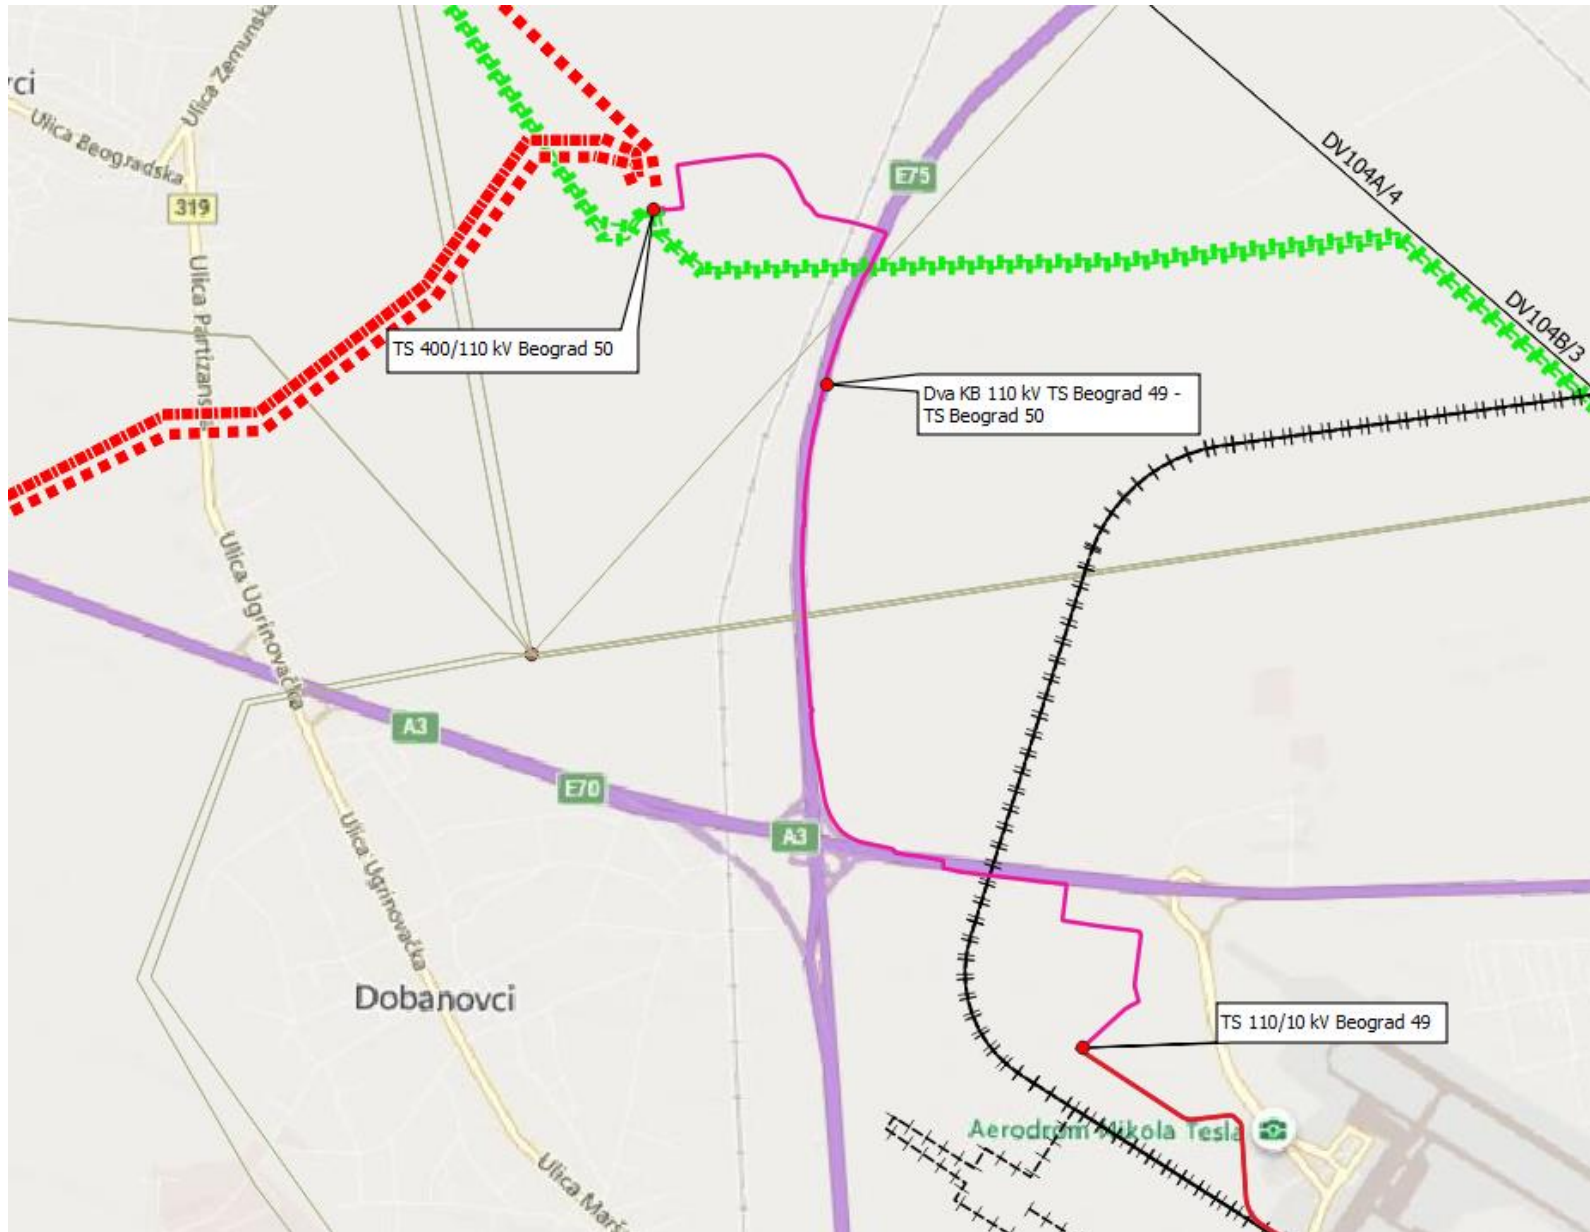 Ulica Zemunska
ci
Ulica Beogradska
DV104A/4
E75
319
Ulica Partizanska
DV104B/3
TS 400/110 kV Beograd 50
Dva KB 110 kV TS Beograd 49 -
TS Beograd 50
Ulica Ugrinovačka
A3
E70
A3
Ulica Ugrinovačka
Dobanovci
TS 110/10 kV Beograd 49
Aerodrom Nikola Tesla
Ulica Marš